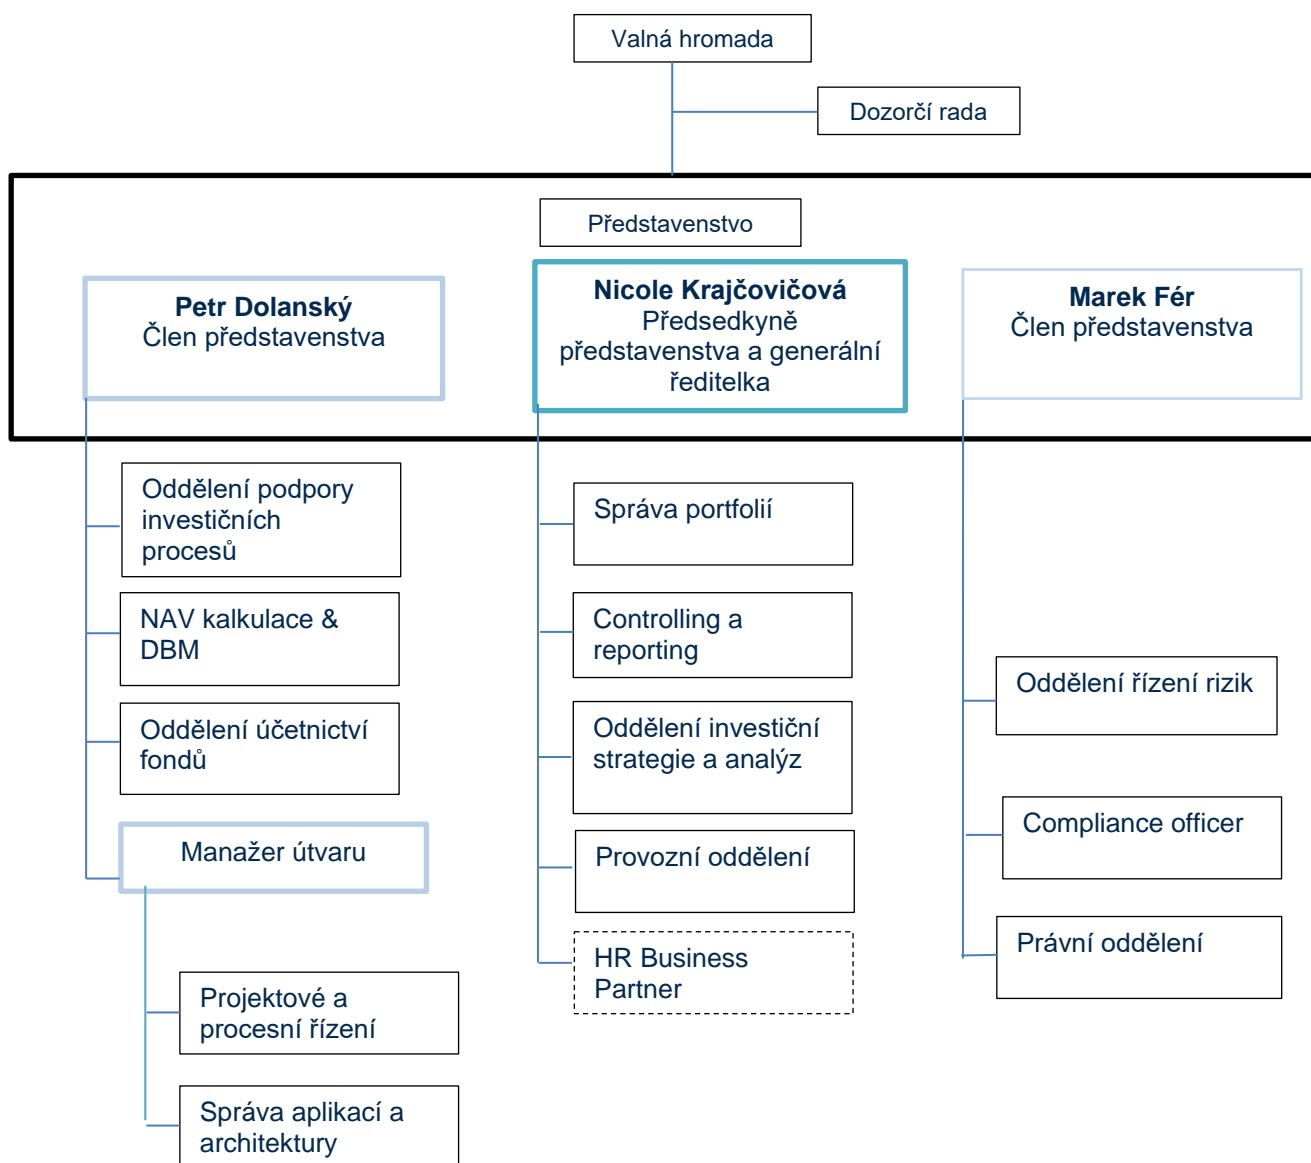 Valná hromada
Dozorčí rada
Představenstvo
Petr Dolanský
Člen představenstva
Nicole Krajčovičová
Předsedkyně
představenstva a generální
ředitelka
Marek Fér
Člen představenstva
Oddělení podpory
investičních
procesů
NAV kalkulace &
DBM
Oddělení účetnictví
fondů
Manažer útvaru
Projektové a
procesní řízení
Správa aplikací a
architektury
Správa portfolií
Controlling a
reporting
Oddělení investiční
strategie a analýz
Provozní oddělení
HR Business
Partner
Oddělení řízení rizik
Compliance officer
Právní oddělení